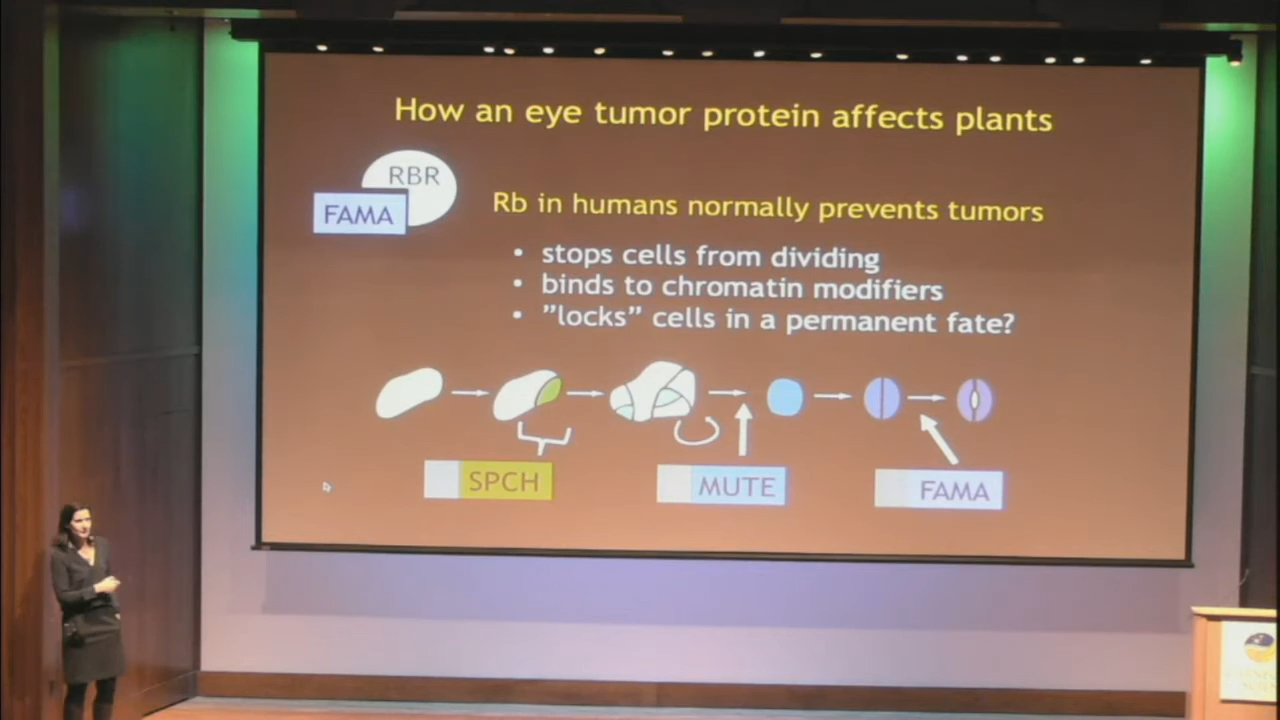 How an eye tumor protein affects plants
RBR
FAMA
Rb in humans normally prevents tumors
• stops cells from dividing
• binds to chromatin modifiers
• ”locks” cells in a permanent fate?
SPCH
MUTE
FAMA